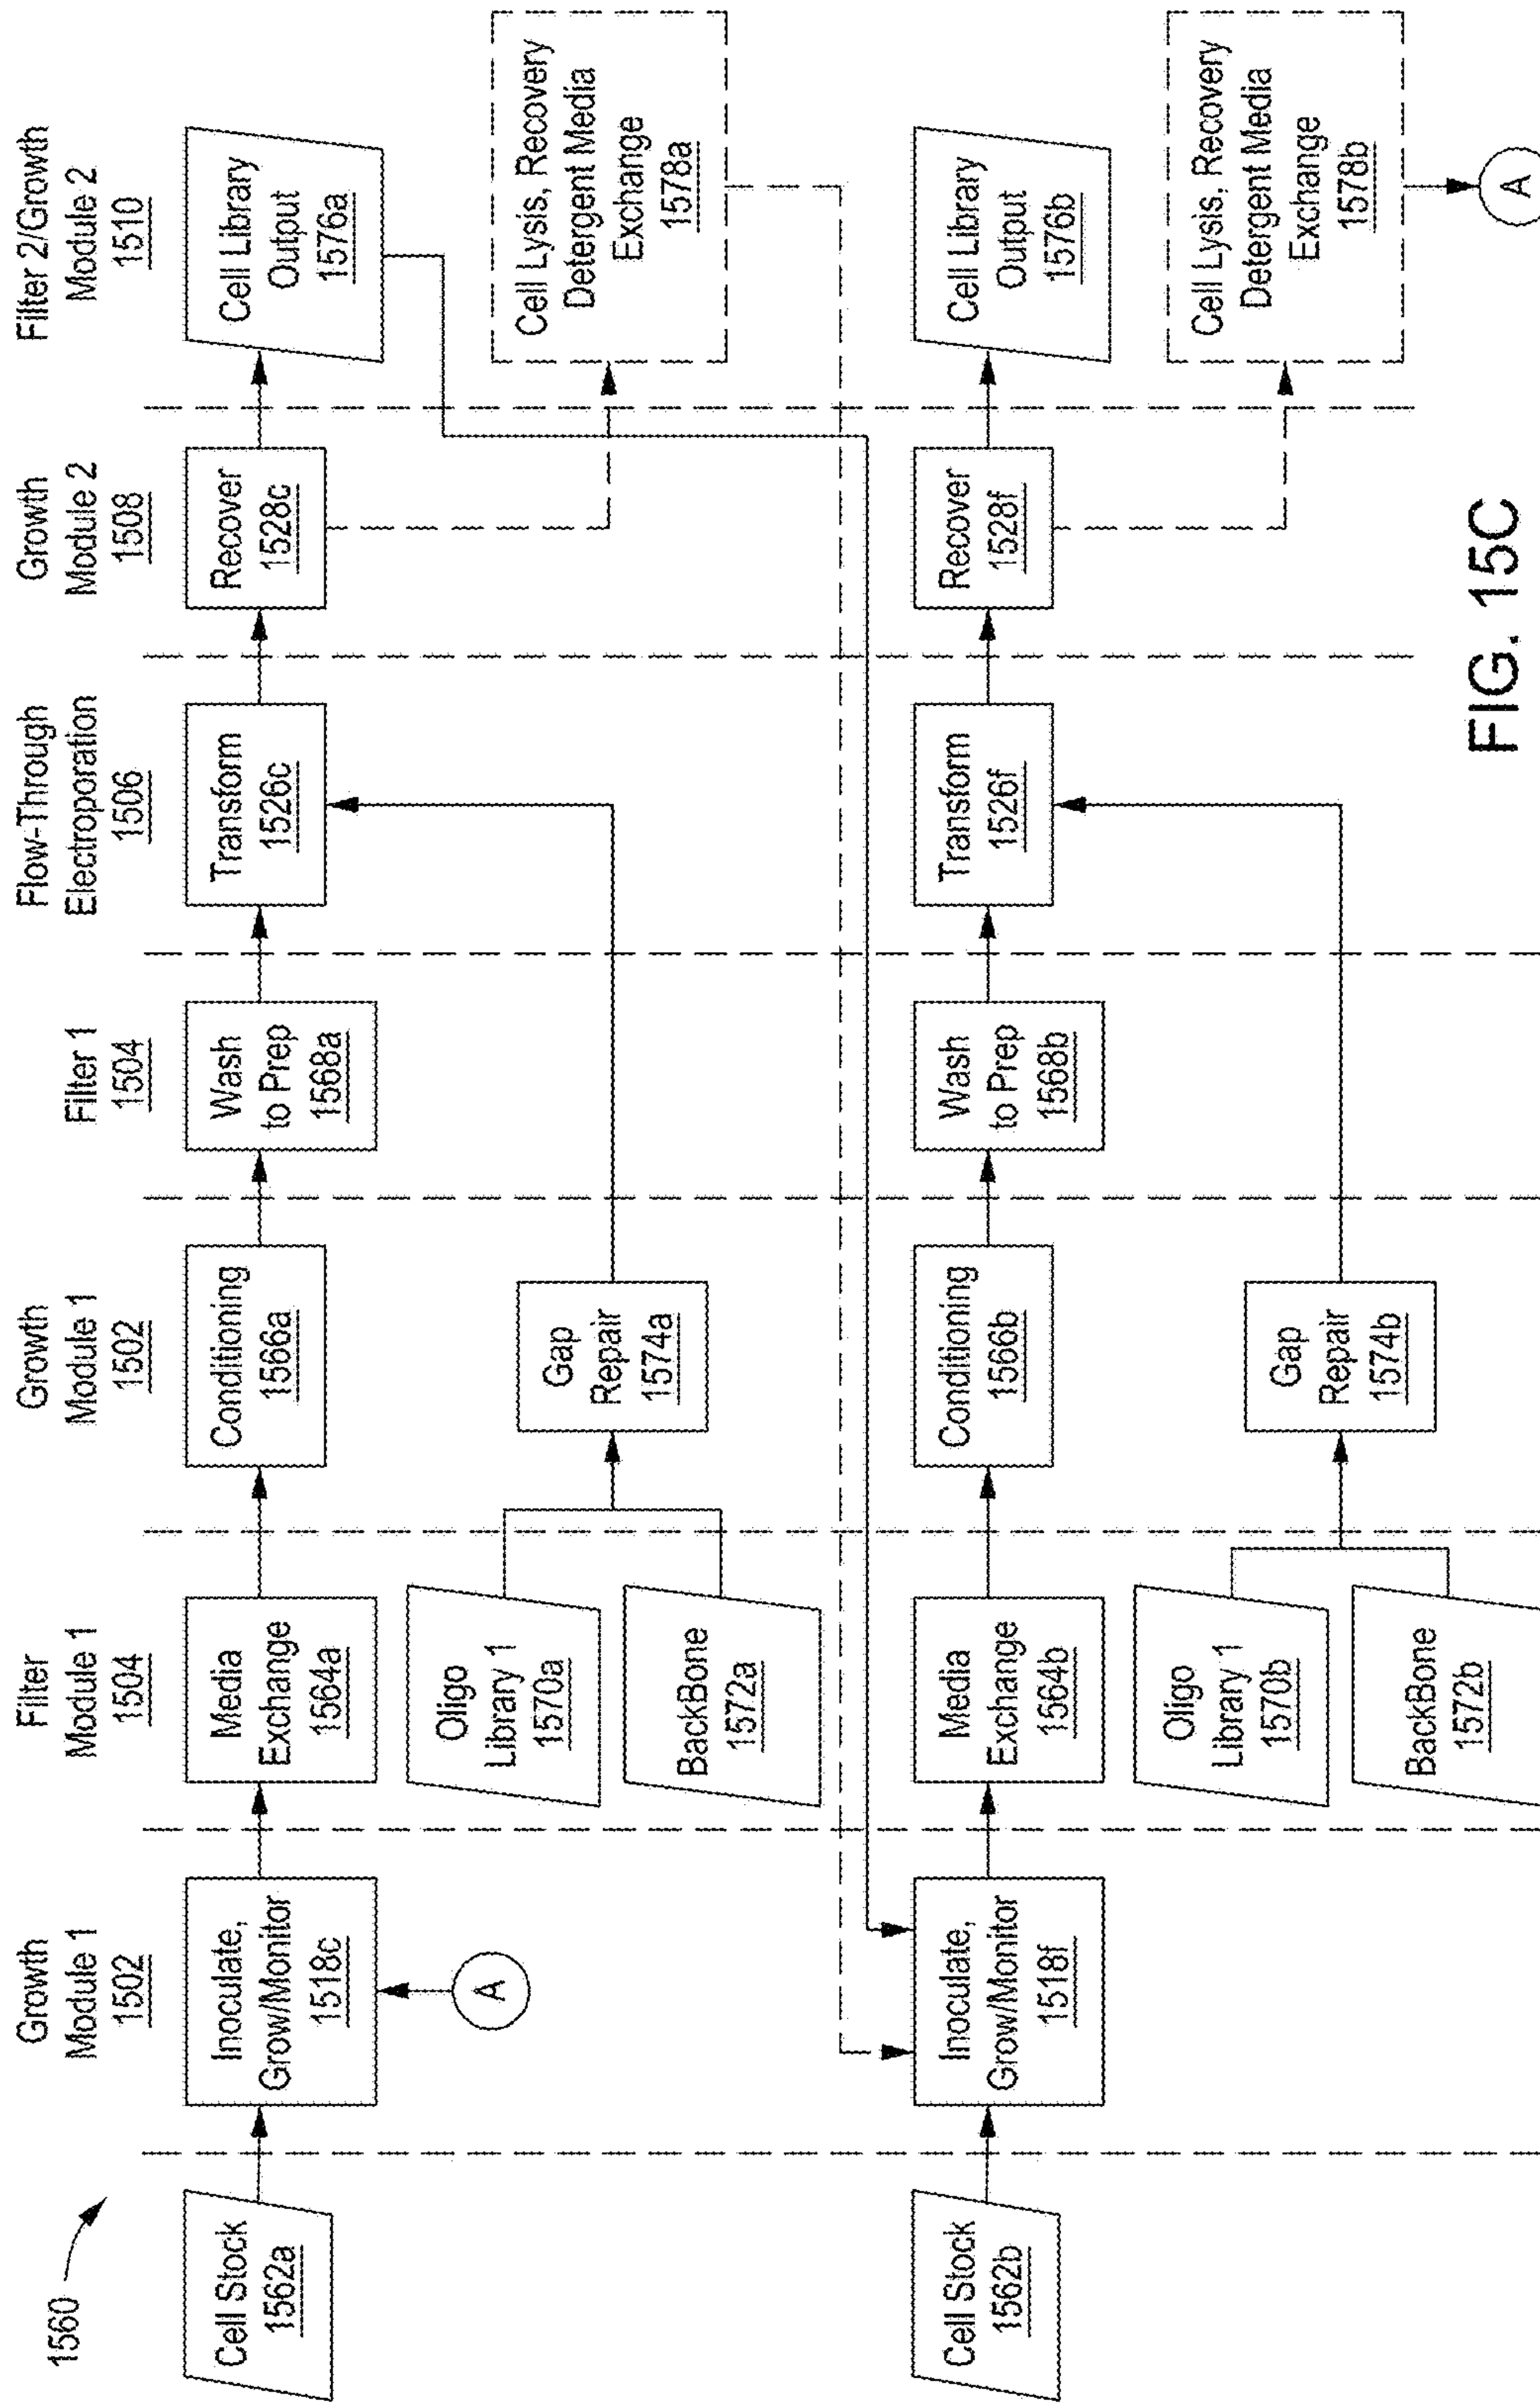 1560
Growth
Module 1
1502
Filter
Module 1
1504
Growth
Module 1
1502
Filter 1
1504
Flow-Through
Electroporation
1506
Growth
Module 2
1508
Filter 2/Growth
Module 2
1510
Cell Stock
1562a
Inoculate,
Grow/Monitor
1518c
Media
Exchange
1564a
Conditioning
1566a
Wash
to Prep
1568a
Transform
1526c
Recover
1528c
Cell Library
Output
1576a
A
Oligo
Library 1
1570a
BackBone
1572a
Gap
Repair
1574a
Cell Lysis, Recovery
Detergent Media
Exchange
1578a
Cell Stock
1562b
Inoculate,
Grow/Monitor
1518f
Media
Exchange
1564b
Conditioning
1566b
Wash
to Prep
1568b
Transform
1526f
Recover
1528f
Cell Library
Output
1576b
Oligo
Library 1
1570b
BackBone
1572b
Gap
Repair
1574b
Cell Lysis, Recovery
Detergent Media
Exchange
1578b
A
FIG. 15C